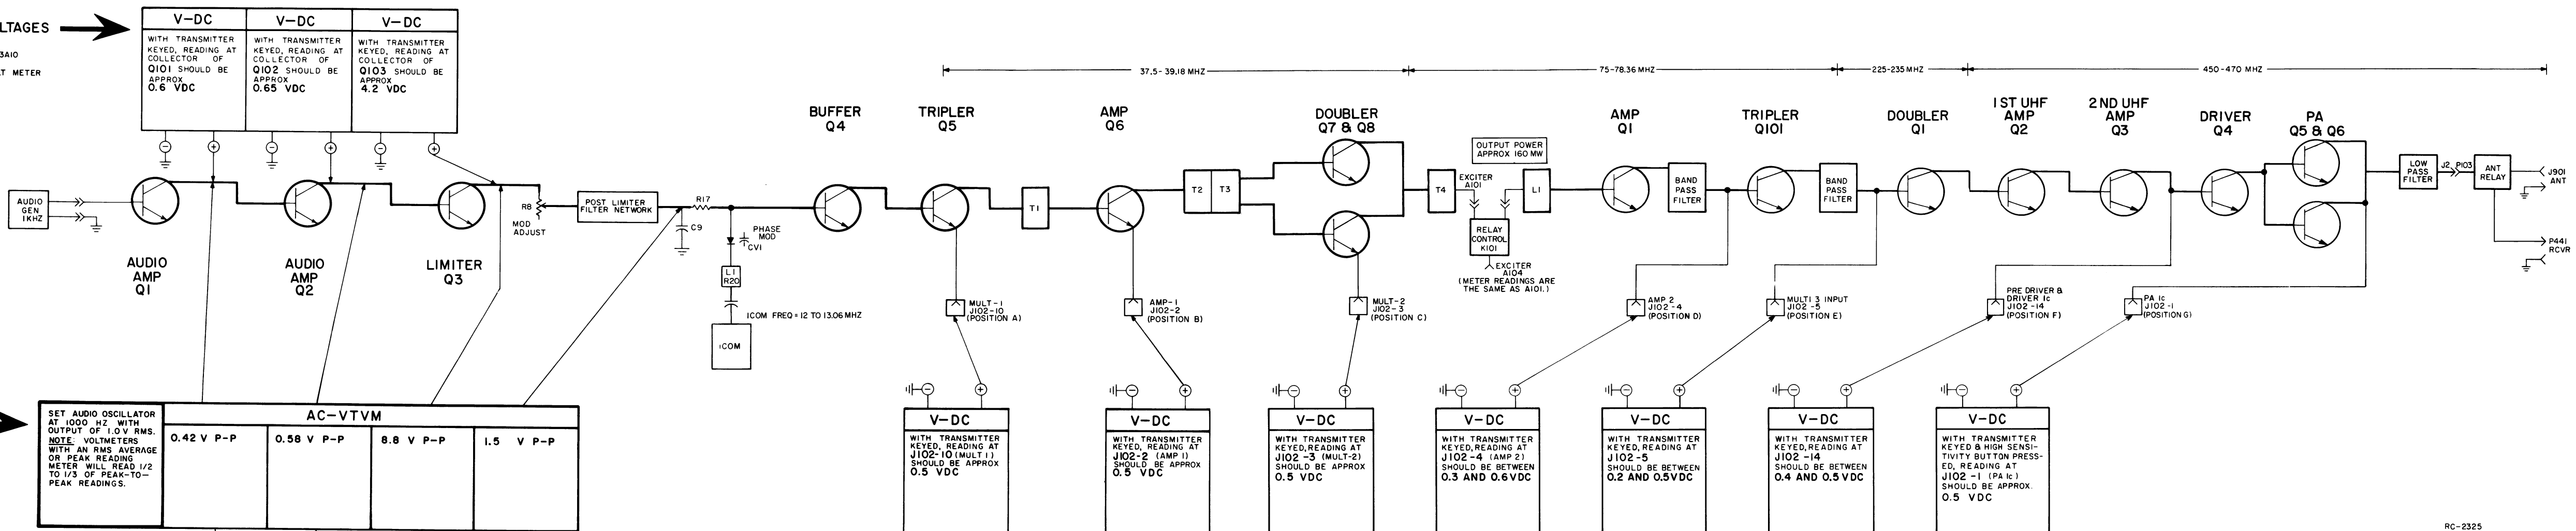 LTAGES
3A10
T METER
V-DC
WITH TRANSMITTER
KEYED, READING AT
COLLECTOR OF
Q101 SHOULD BE
APPROX
0.6 VDC
V-DC
WITH TRANSMITTER
KEYED, READING AT
COLLECTOR OF
Q102 SHOULD BE
APPROX
0.65 VDC
V-DC
WITH TRANSMITTER
KEYED, READING AT
COLLECTOR OF
Q103 SHOULD BE
APPROX
4.2 VDC
37.5-39.18 MHZ
75-78.36 MHZ
225-235 MHZ
450-470 MHZ
BUFFER
Q4
TRIPLER
Q5
AMP
Q6
DOUBLER
Q7 & Q8
AMP
Q1
TRIPLER
Q101
DOUBLER
Q1
1ST UHF
AMP
Q2
2ND UHF
AMP
Q3
DRIVER
Q4
PA
Q5 & Q6
OUTPUT POWER
APPROX 160 MW
AUDIO
GEN
1KHZ
R8
MOD
ADJUST
POST LIMITER
FILTER NETWORK
R17
C9
PHASE
MOD
CV1
L1
R20
ICOM FREQ = 12 TO 13.06 MHZ
ICOM
T1
T2
T3
T4
EXCITER
A101
L1
RELAY
CONTROL
K101
EXCITER
A104
(METER READINGS ARE
THE SAME AS A101.)
BAND
PASS
FILTER
BAND
PASS
FILTER
LOW
PASS
FILTER
J2
P103
ANT
RELAY
J901
ANT
P441
RCVR
AUDIO
AMP
Q1
AUDIO
AMP
Q2
LIMITER
Q3
MULT-1
J102-10
(POSITION A)
AMP-1
J102-2
(POSITION B)
MULT-2
J102-3
(POSITION C)
AMP 2
J102-4
(POSITION D)
MULTI 3 INPUT
J102-5
(POSITION E)
PRE DRIVER &
DRIVER Ic
J102-14
(POSITION F)
PA Ic
J102-1
(POSITION G)
SET AUDIO OSCILLATOR
AT 1000 HZ WITH
OUTPUT OF 1.0 V RMS.
NOTE: VOLTMETERS
WITH AN RMS AVERAGE
OR PEAK READING
METER WILL READ 1/2
TO 1/3 OF PEAK-TO-
PEAK READINGS.
AC-VTVM
0.42 V P-P
0.58 V P-P
8.8 V P-P
1.5 V P-P
V-DC
WITH TRANSMITTER
KEYED, READING AT
J102-10 (MULT 1)
SHOULD BE APPROX
0.5 VDC
V-DC
WITH TRANSMITTER
KEYED, READING AT
J102-2 (AMP 1)
SHOULD BE APPROX
0.5 VDC
V-DC
WITH TRANSMITTER
KEYED, READING AT
J102-3 (MULT-2)
SHOULD BE APPROX
0.5 VDC
V-DC
WITH TRANSMITTER
KEYED, READING AT
J102-4 (AMP 2)
SHOULD BE BETWEEN
0.3 AND 0.6 VDC
V-DC
WITH TRANSMITTER
KEYED, READING AT
J102-5
SHOULD BE BETWEEN
0.2 AND 0.5 VDC
V-DC
WITH TRANSMITTER
KEYED, READING AT
J102-14
SHOULD BE BETWEEN
0.4 AND 0.5 VDC
V-DC
WITH TRANSMITTER
KEYED & HIGH SENSI-
TIVITY BUTTON PRESS-
ED, READING AT
J102-1 (PA Ic)
SHOULD BE APPROX.
0.5 VDC
RC-2325